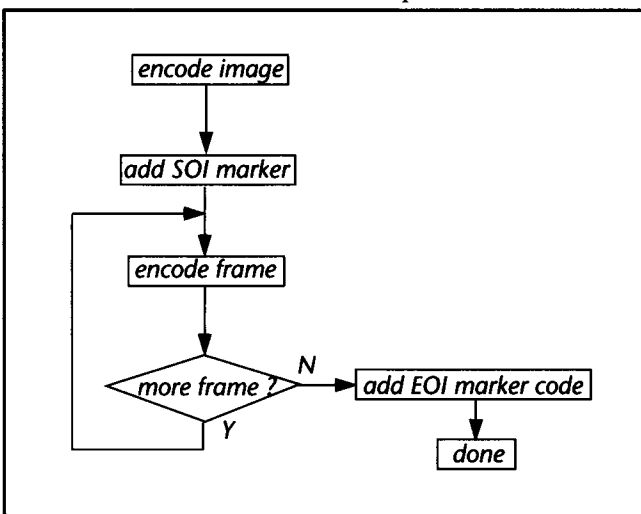 encode image
add SOI marker
encode frame
more frame ?
N
add EOI marker code
Y
done